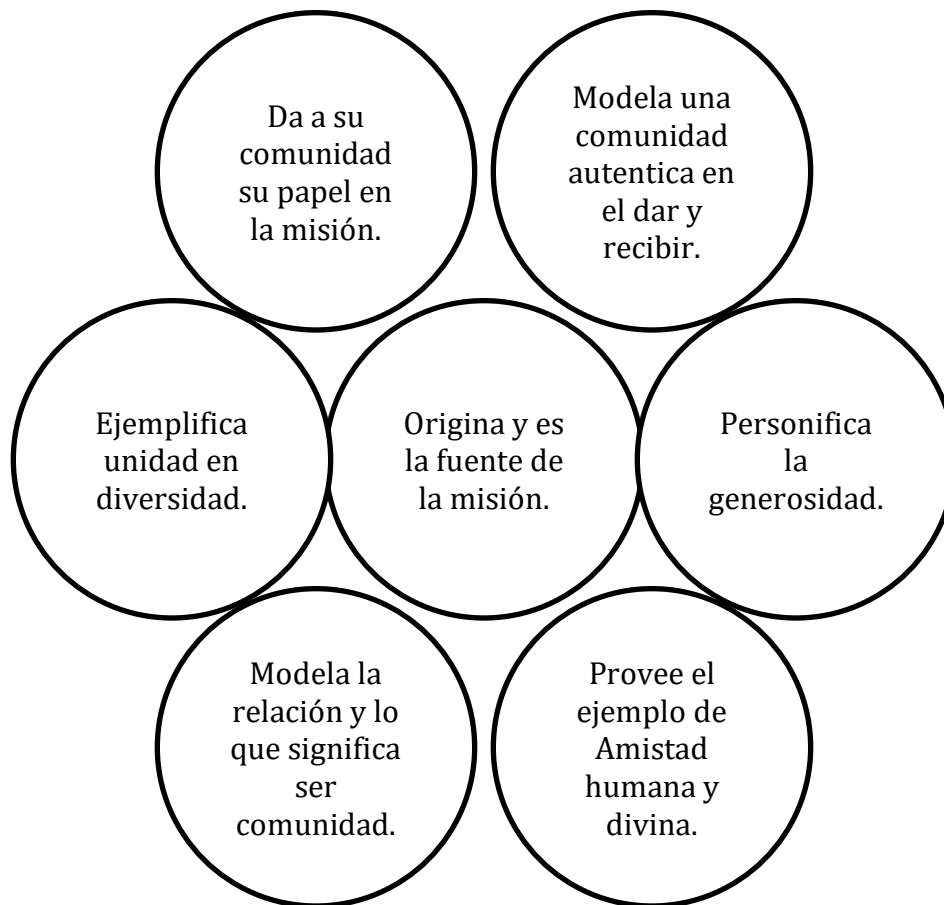 Da a su
comunidad
su papel en
la misión.
Modela una
comunidad
autentica en
el dar y
recibir.
Ejemplifica
unidad en
diversidad.
Origina y es
la fuente de
la misión.
Personifica
la
generosidad.
Modela la
relación y lo
que significa
ser
comunidad.
Provee el
ejemplo de
Amistad
humana y
divina.